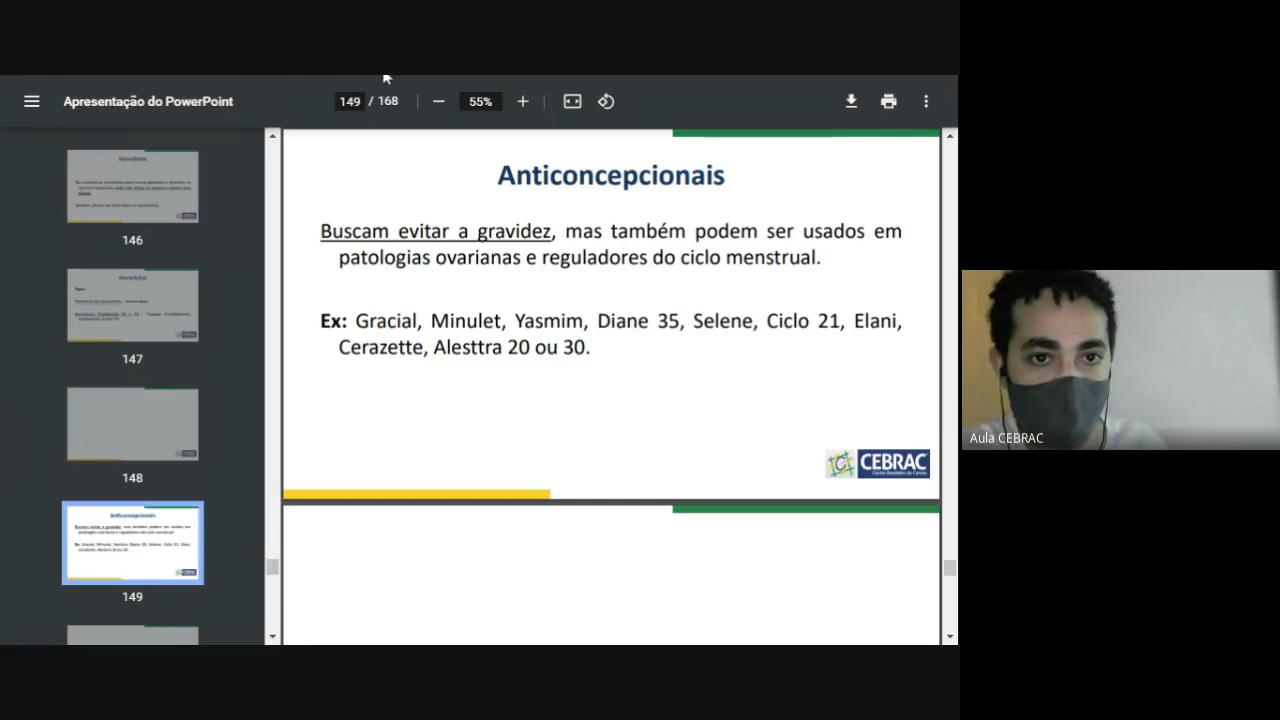 Apresentação do PowerPoint
149 / 168
55%
146
147
148
Anticoncepcionais
149
Anticoncepcionais
Buscam evitar a gravidez, mas também podem ser usados em
patologias ovarianas e reguladores do ciclo menstrual.
Ex: Gracial, Minulet, Yasmim, Diane 35, Selene, Ciclo 21, Elani,
Cerazette, Alesttra 20 ou 30.
CEBRAC
Aula CEBRAC